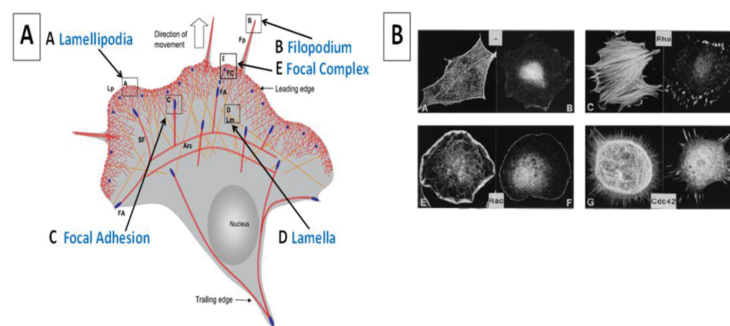 A
A Lamellipodia
Direction of
movement
B
Fp
B Filopodium
E Focal Complex
E
FC
A
Lp
FA
Leading edge
C
D
Lm
SF
Arc
FA
Nucleus
C Focal Adhesion
D Lamella
Trailing edge
B
-
A
B
Rho
C
E
Rac
F
G
Cdc42